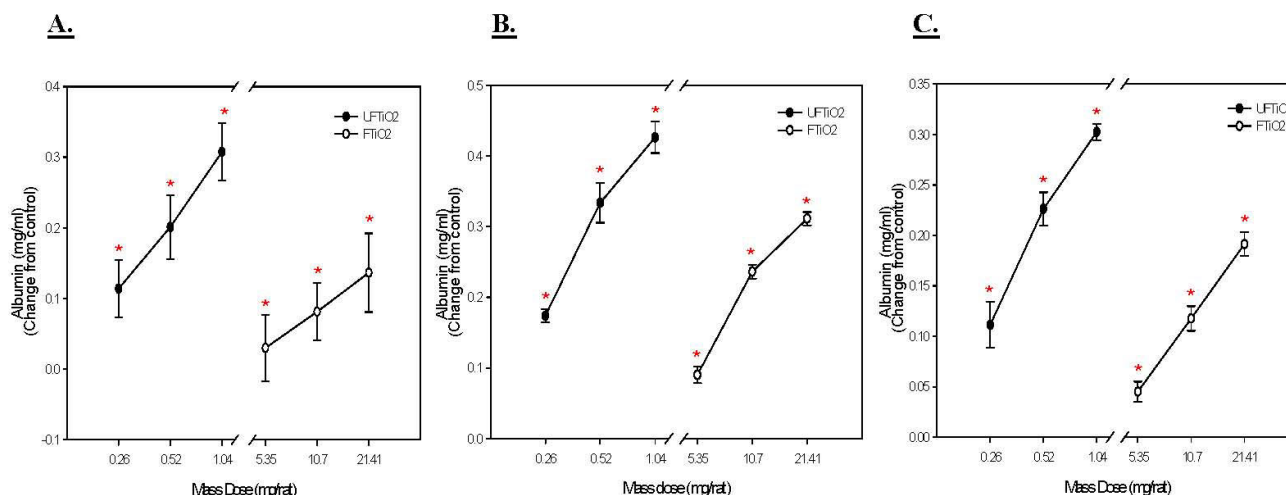 A.
0.4
0.3
0.2
0.1
0.0
-0.1
Albumin (mg/ml)
(Change from control)
* * * * * *
UFTiO2
FTiO2
0.26 0.52 1.04 5.35 10.7 21.41
Mass Dose (mg/rat)
B.
0.5
0.4
0.3
0.2
0.1
0.0
Albumin (mg/ml)
(Change from control)
* * * * * *
UFTiO2
FTiO2
0.26 0.52 1.04 5.35 10.7 21.41
Mass dose (mg/rat)
C.
0.35
0.30
0.25
0.20
0.15
0.10
0.05
0.00
Albumin (mg/ml)
(Change from control)
* * * * * *
UFTiO
FTiO2
0.26 0.52 1.04 5.35 10.7 21.41
Mass Dose (mg/rat)